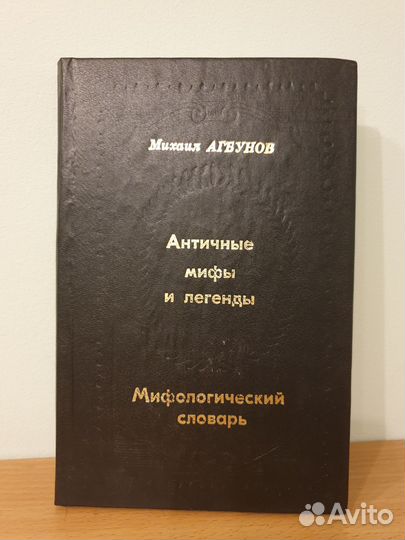 Михаил АГБУНОВ
Античные
мифы
и легенды
Мифологический
словарь
Avito